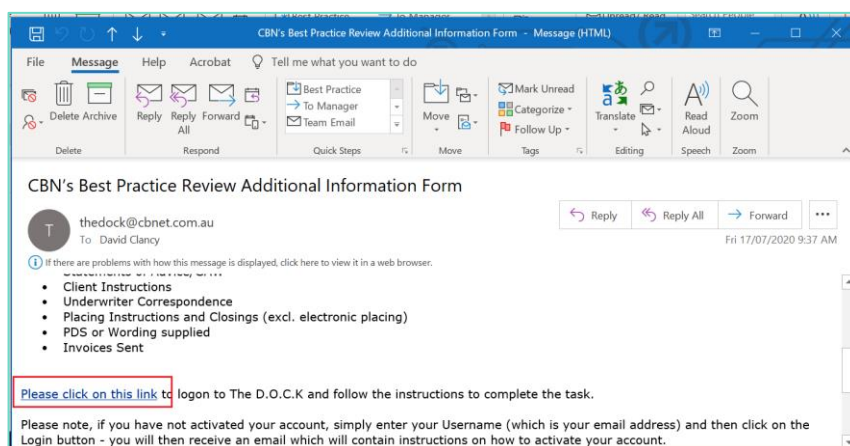 CBN's Best Practice Review Additional Information Form - Message (HTML)
File Message Help Acrobat Tell me what you want to do
Delete Archive
Reply Reply All Forward
Best Practice
To Manager
Team Email
Move
Mark Unread
Categorize
Follow Up
Translate
Read Aloud
Zoom
Delete Respond Quick Steps Move Tags Editing Speech Zoom
CBN's Best Practice Review Additional Information Form
T
thedock@cbnet.com.au
To David Clancy
Reply Reply All Forward
Fri 17/07/2020 9:37 AM
If there are problems with how this message is displayed, click here to view it in a web browser.
• Client Instructions
• Underwriter Correspondence
• Placing Instructions and Closings (excl. electronic placing)
• PDS or Wording supplied
• Invoices Sent
Please click on this link to logon to The D.O.C.K and follow the instructions to complete the task.
Please note, if you have not activated your account, simply enter your Username (which is your email address) and then click on the
Login button - you will then receive an email which will contain instructions on how to activate your account.